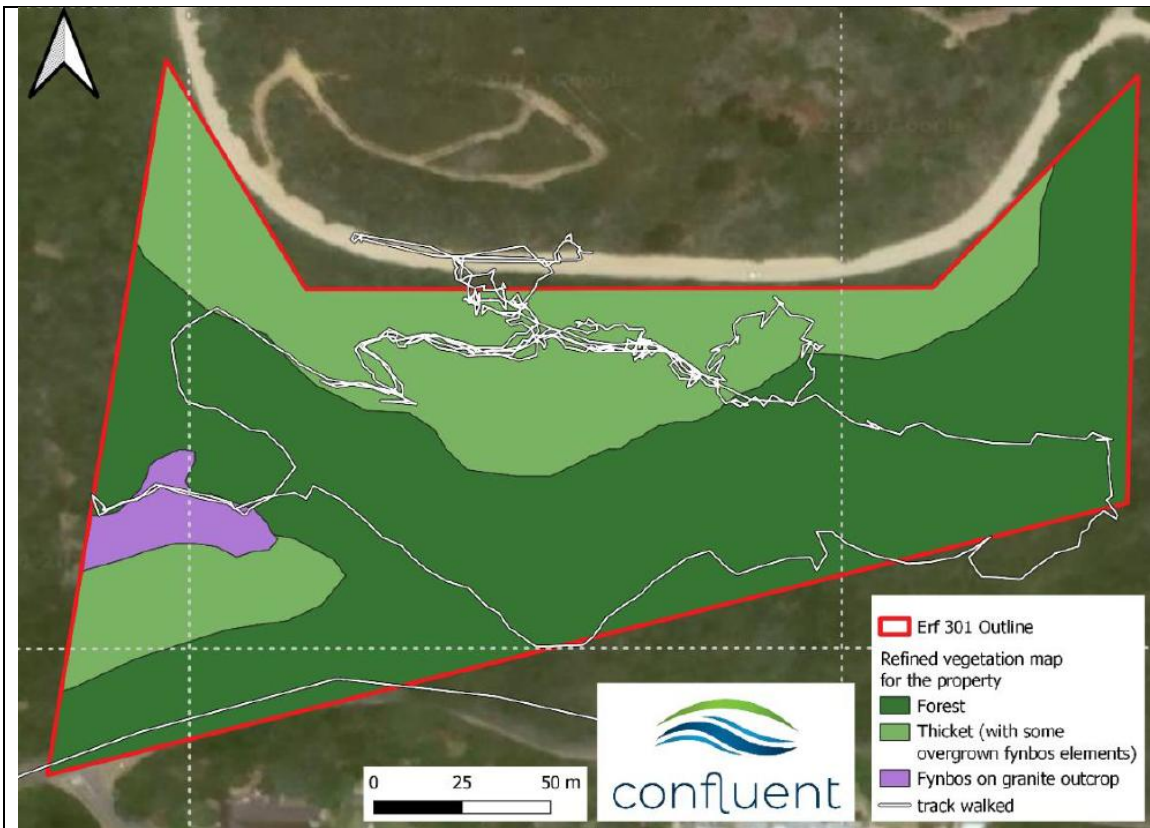 Erf 301 Outline
Refined vegetation map
for the property
Forest
Thicket (with some
overgrown fynbos elements)
Fynbos on granite outcrop
track walked
0 25 50 m
confluent